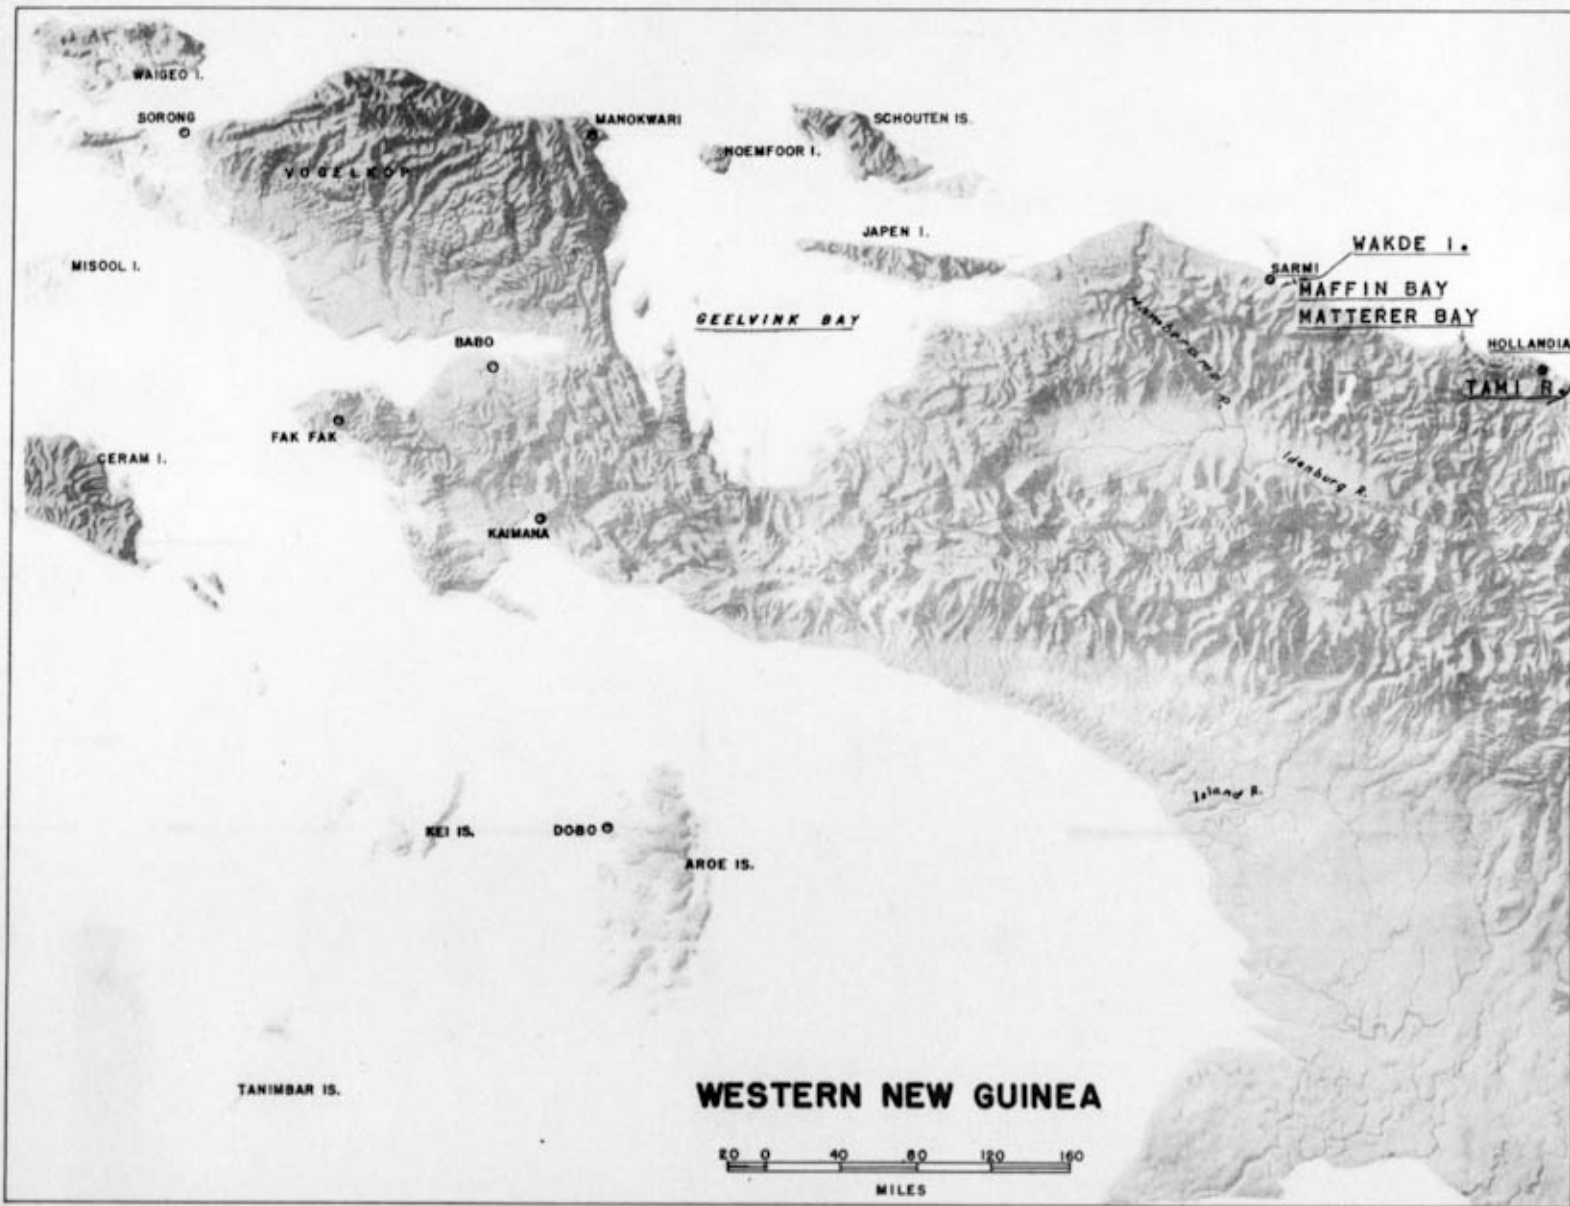 WAIGEO I.
SORONG
MANOKWARI
SCHOUTEN IS.
NOEMFOOR I.
VOGELKOP
JAPEN I.
MISOOL I.
WAKDE I.
SARMI
MAFFIN BAY
MATTERER BAY
GEELVINK BAY
Mamberamo R.
BABO
HOLLANDIA
TAMI R.
FAK FAK
CERAM I.
Idenburg R.
KAIMANA
Island R.
KEI IS.
DOBO
AROE IS.
TANIMBAR IS.
WESTERN NEW GUINEA
20 0 40 80 120 160
MILES